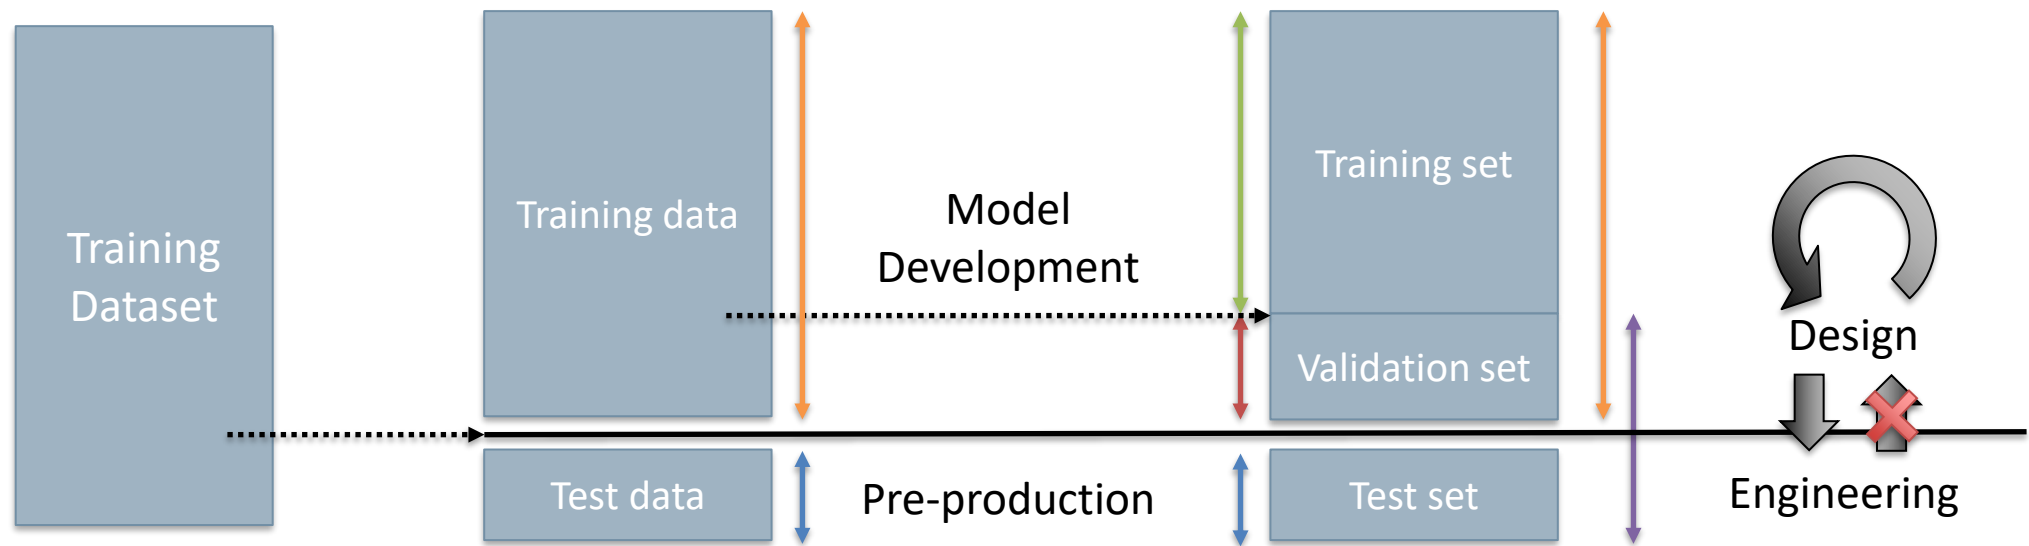 Training
Dataset
Training data
Test data
Model
Development
Pre-production
Training set
Validation set
Test set
Design
Engineering